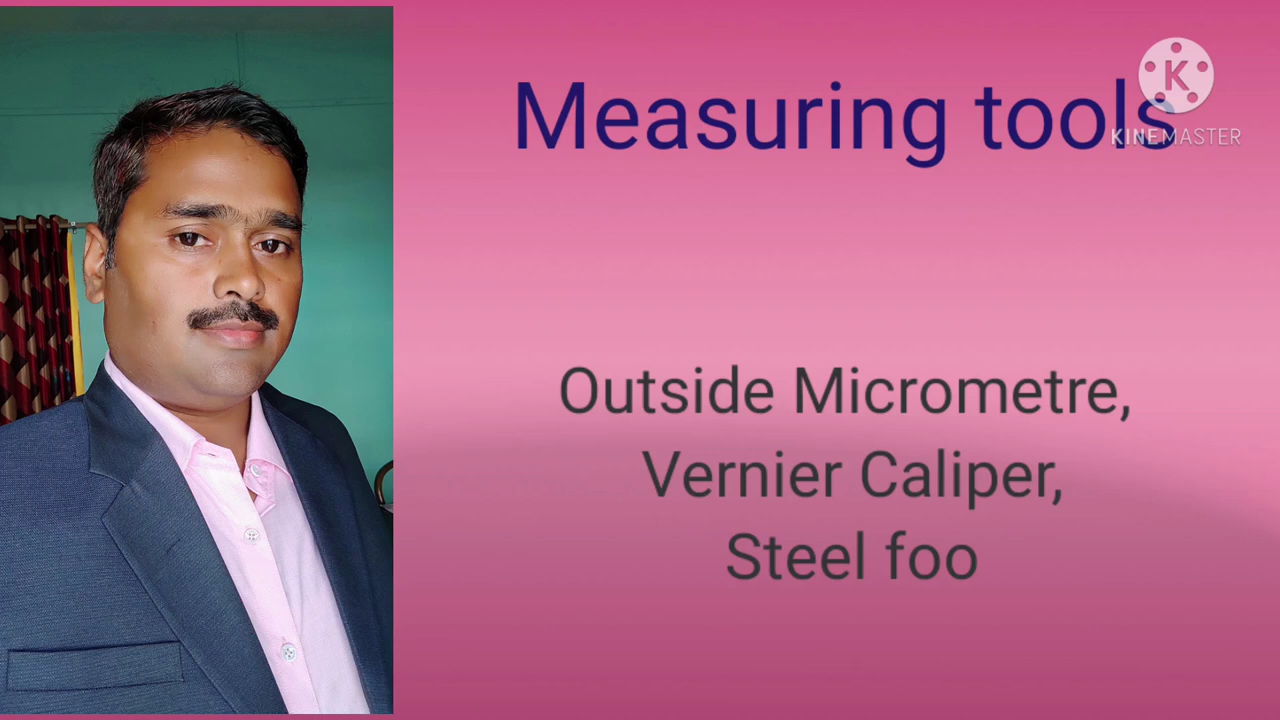 Measuring tools
K
KINEMASTER
Outside Micrometre,
Vernier Caliper,
Steel foo